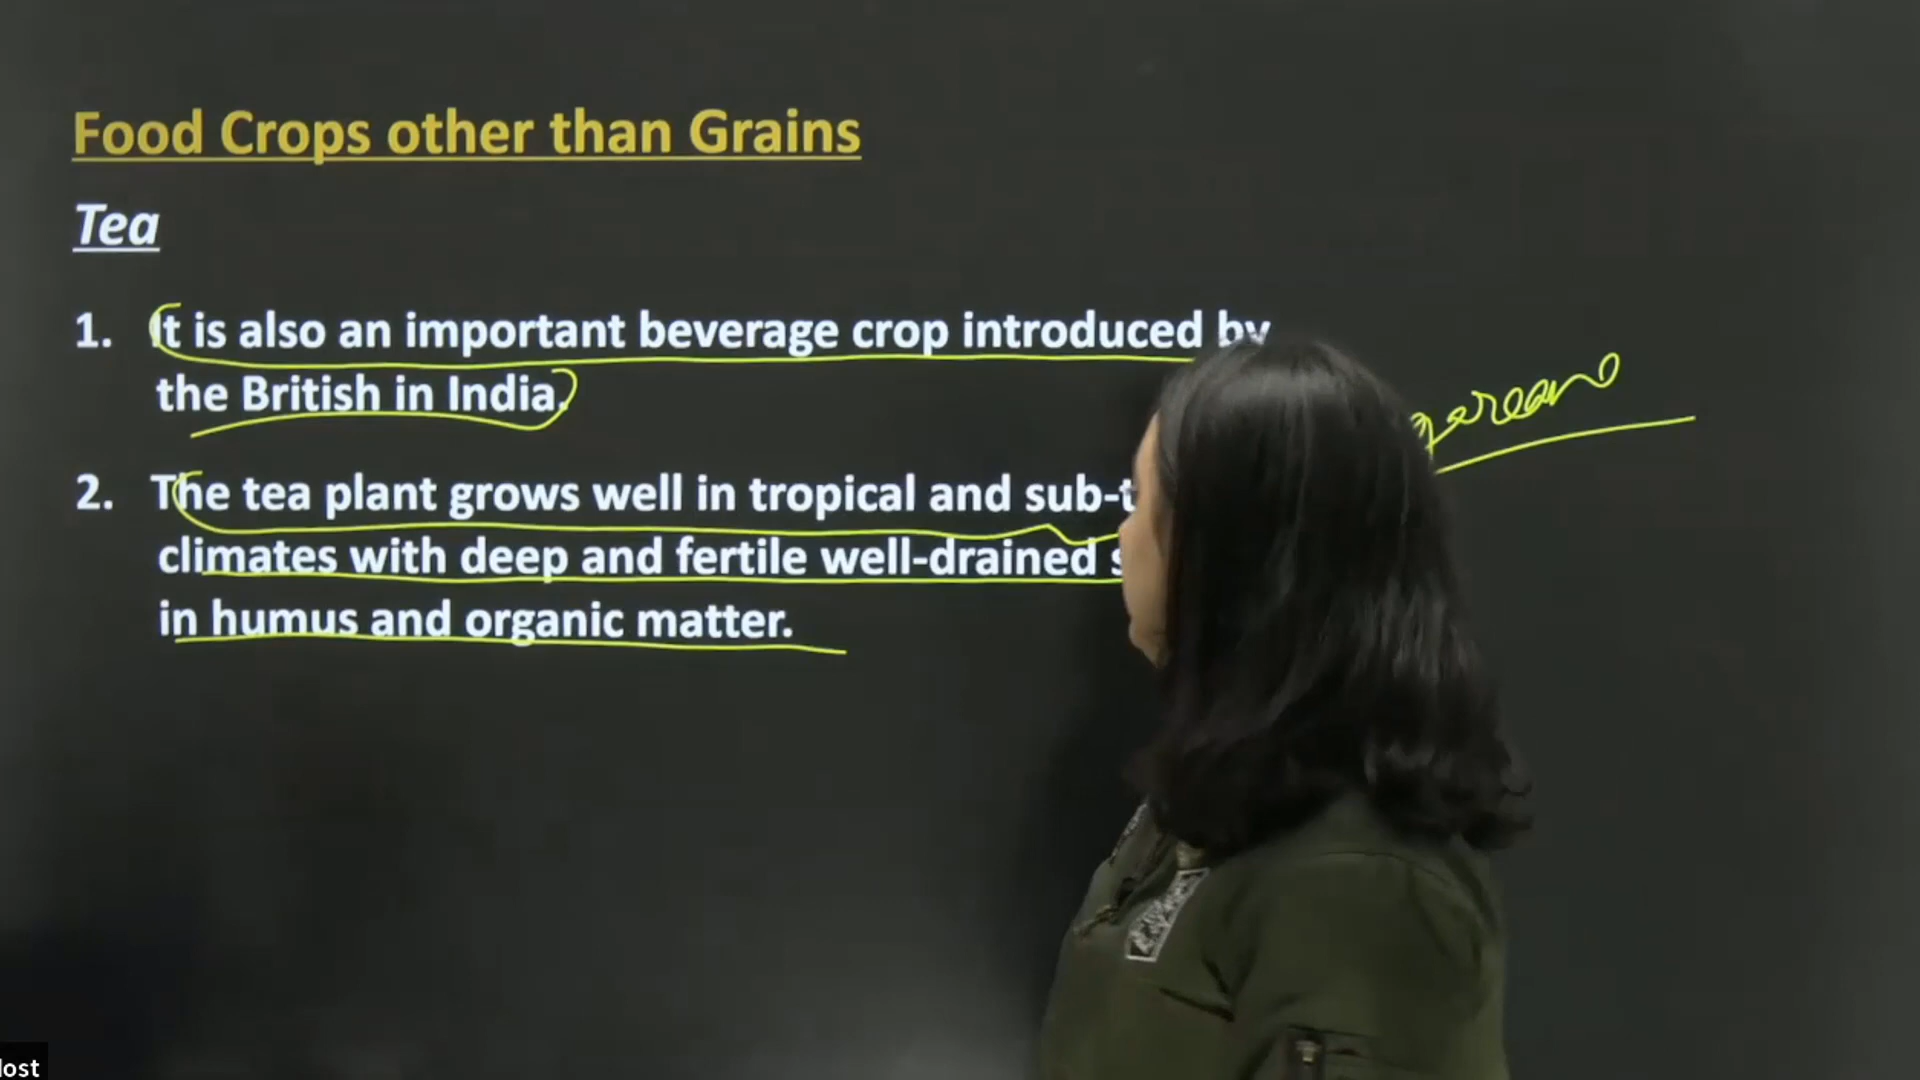 Food Crops other than Grains
Tea
1. It is also an important beverage crop introduced by
the British in India.
2. The tea plant grows well in tropical and sub-t
climates with deep and fertile well-drained s
in humus and organic matter.
lost